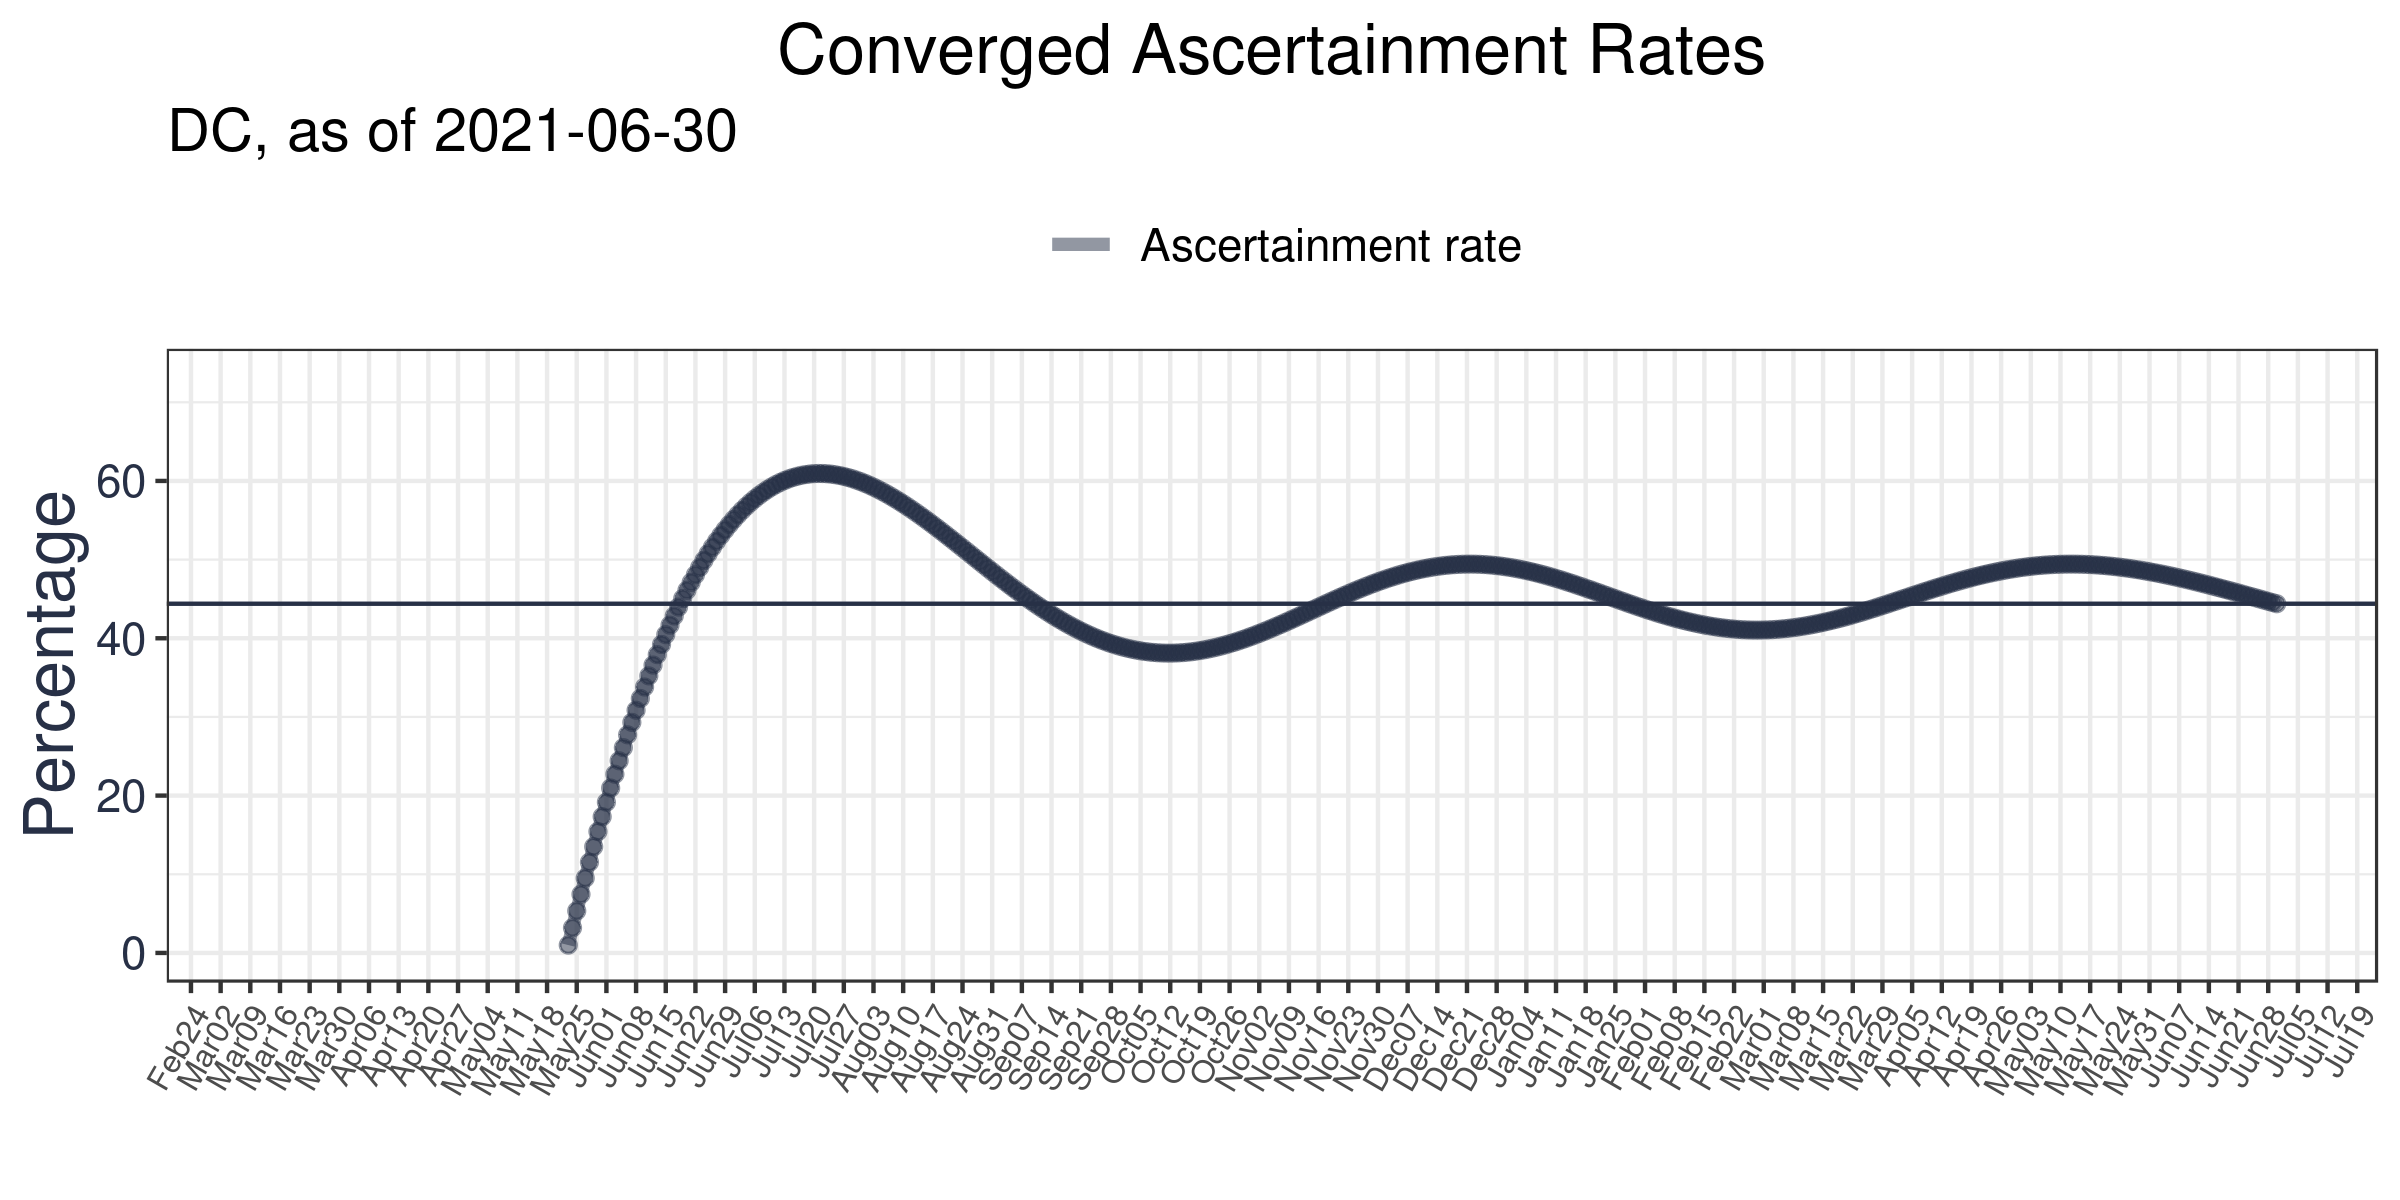 Converged Ascertainment Rates
DC, as of 2021-06-30
Ascertainment rate
Percentage
60
40
20
0
Feb24
Mar02
Mar09
Mar16
Mar23
Mar30
Apr06
Apr13
Apr20
Apr27
May04
May11
May18
May25
Jun01
Jun08
Jun15
Jun22
Jun29
Jul06
Jul13
Jul20
Jul27
Aug03
Aug10
Aug17
Aug24
Aug31
Sep07
Sep14
Sep21
Sep28
Oct05
Oct12
Oct19
Oct26
Nov02
Nov09
Nov16
Nov23
Nov30
Dec07
Dec14
Dec21
Dec28
Jan04
Jan11
Jan18
Jan25
Feb01
Feb08
Feb15
Feb22
Mar01
Mar08
Mar15
Mar22
Mar29
Apr05
Apr12
Apr19
Apr26
May03
May10
May17
May24
May31
Jun07
Jun14
Jun21
Jun28
Jul05
Jul12
Jul19